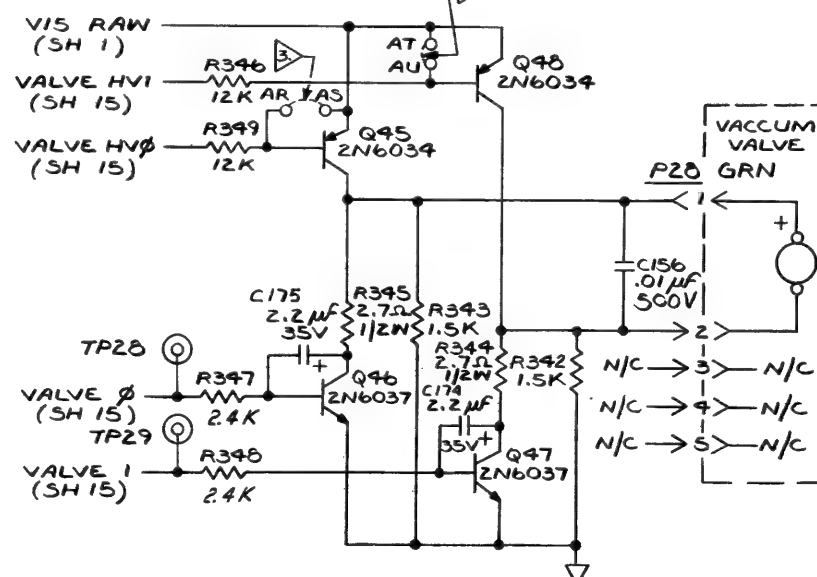 V15 RAW
(SH 1)
VALVE HV1
(SH 15)
VALVE HVØ
(SH 15)
R346
12K
R349
12K
3.
AR
AS
AT
AU
Q48
2N6034
Q45
2N6034
VACCUM
VALVE
P28 GRN
1
+
C156
.01µF
500V
C175
2.2µF
35V
+
R345
2.7Ω
1/2W
R343
1.5K
R344
2.7Ω
1/2W
R342
1.5K
2
N/C 3 N/C
N/C 4 N/C
N/C 5 N/C
TP28
VALVE Ø
(SH 15)
R347
2.4K
Q46
2N6037
C174
2.2µF
35V
+
TP29
VALVE 1
(SH 15)
R348
2.4K
Q47
2N6037